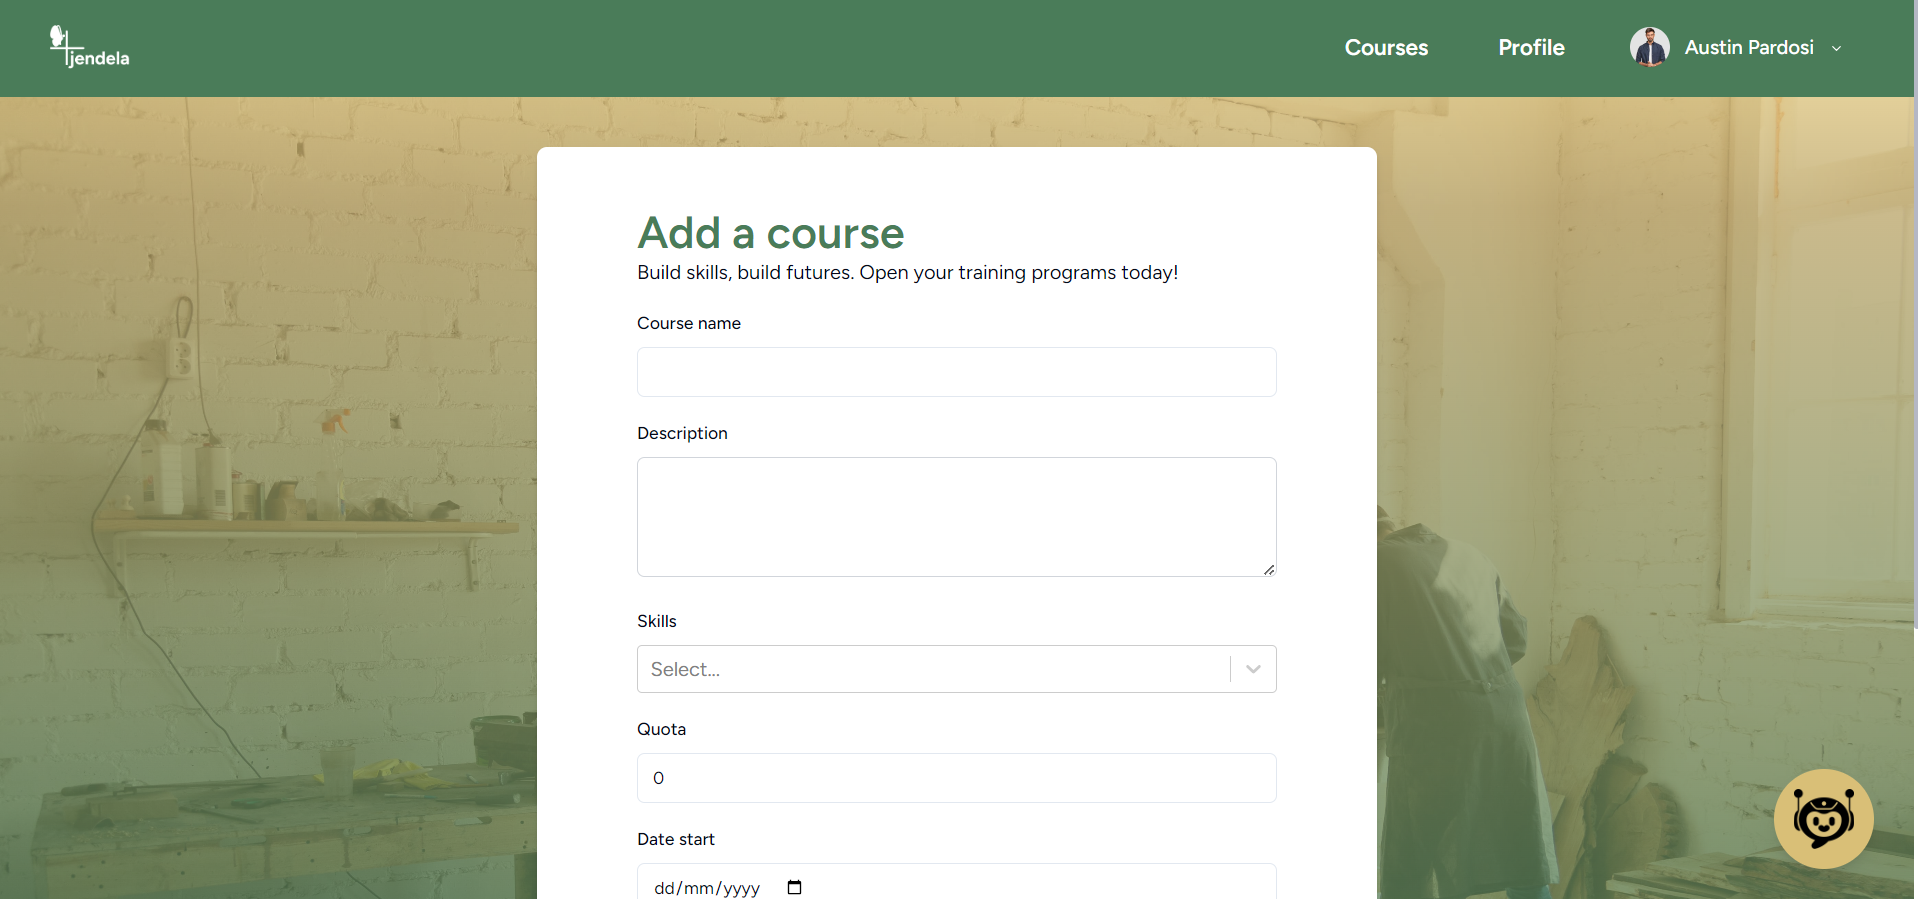 jendela
Courses
Profile
Austin Pardosi
Add a course
Build skills, build futures. Open your training programs today!
Course name
Description
Skills
Select...
Quota
0
Date start
dd/mm/yyyy